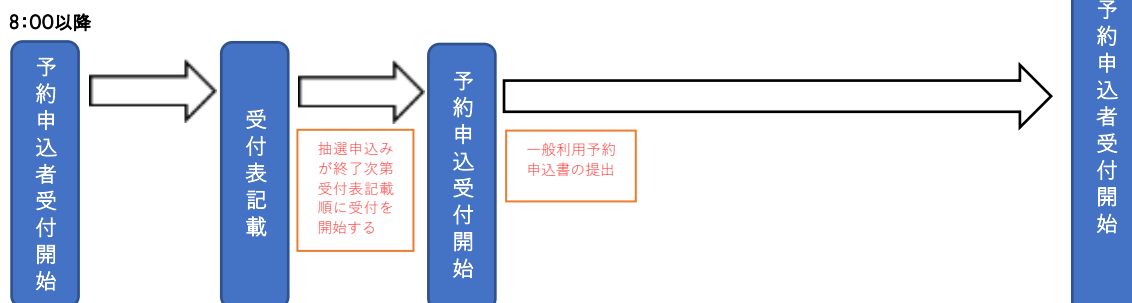 8:00以降
予約申込者受付開始
受付表記載
抽選申込み
が終了次第
受付表記載
順に受付を
開始する
予約申込受付開始
一般利用予約
申込書の提出
予約申込者受付開始